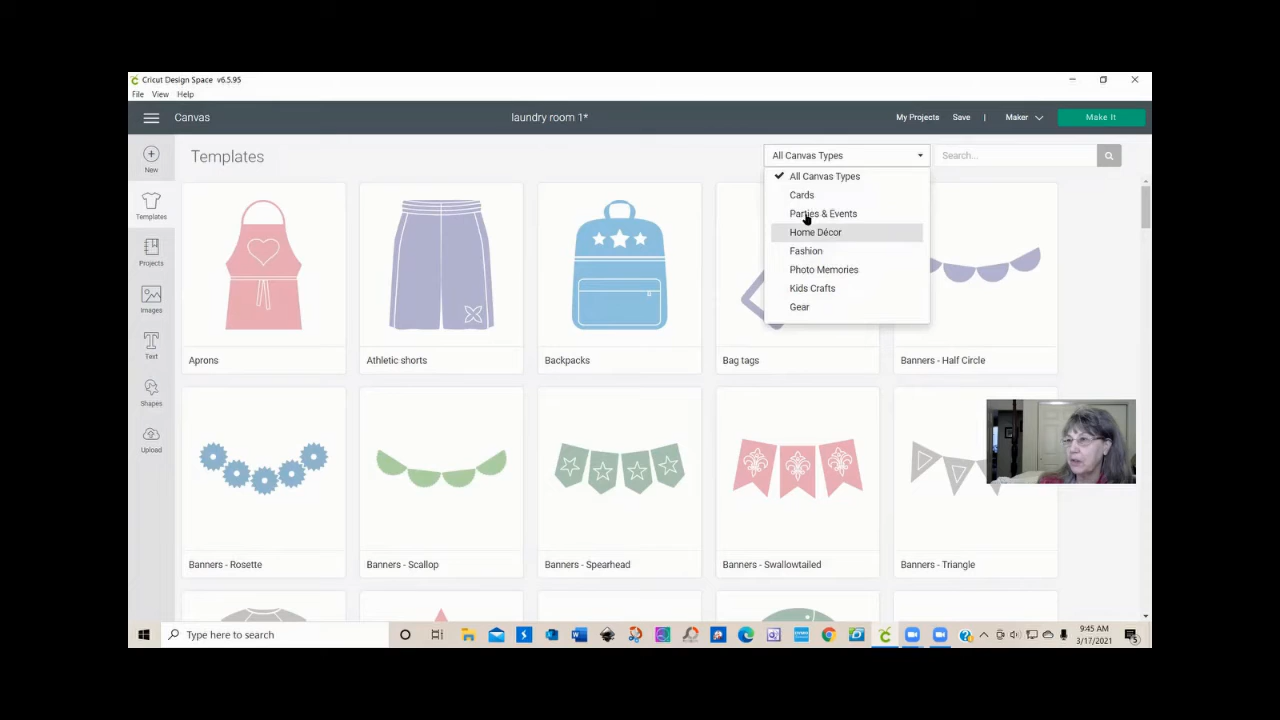 Cricut Design Space v6.5.95
File View Help
Canvas
laundry room 1*
My Projects Save | Maker Make It
New
Templates
Projects
Images
Text
Shapes
Upload
Templates
All Canvas Types
Search...
All Canvas Types
Cards
Parties & Events
Home Décor
Fashion
Photo Memories
Kids Crafts
Gear
Aprons
Athletic shorts
Backpacks
Bag tags
Banners - Half Circle
Banners - Rosette
Banners - Scallop
Banners - Spearhead
Banners - Swallowtailed
Banners - Triangle
Type here to search
9:45 AM
3/17/2021
5